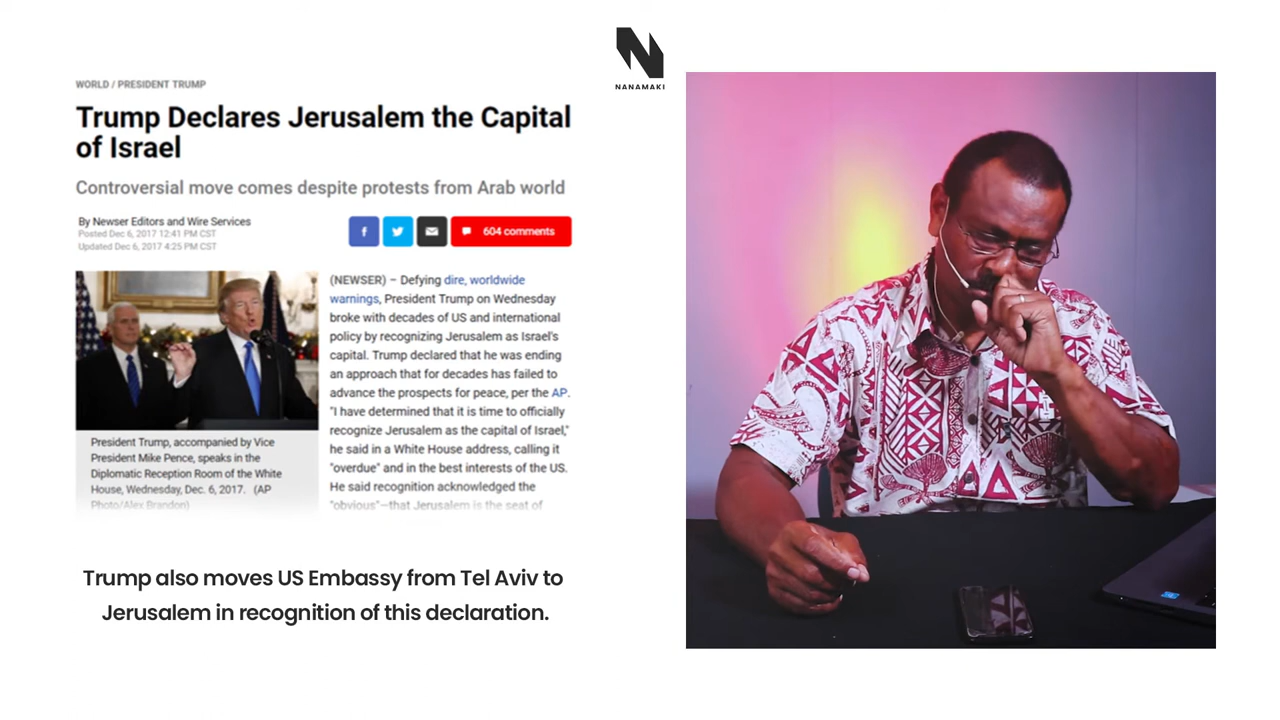 NANAMAKI
WORLD / PRESIDENT TRUMP
Trump Declares Jerusalem the Capital
of Israel
Controversial move comes despite protests from Arab world
By Newser Editors and Wire Services
Posted Dec 6, 2017 12:41 PM CST
Updated Dec 6, 2017 4:25 PM CST
604 comments
(NEWSER) – Defying dire, worldwide
warnings, President Trump on Wednesday
broke with decades of US and international
policy by recognizing Jerusalem as Israel's
capital. Trump declared that he was ending
an approach that for decades has failed to
advance the prospects for peace, per the AP.
"I have determined that it is time to officially
recognize Jerusalem as the capital of Israel,"
he said in a White House address, calling it
"overdue" and in the best interests of the US.
He said recognition acknowledged the
"obvious"—that Jerusalem is the seat of
President Trump, accompanied by Vice
President Mike Pence, speaks in the
Diplomatic Reception Room of the White
House, Wednesday, Dec. 6, 2017. (AP
Photo/Alex Brandon)
Trump also moves US Embassy from Tel Aviv to
Jerusalem in recognition of this declaration.